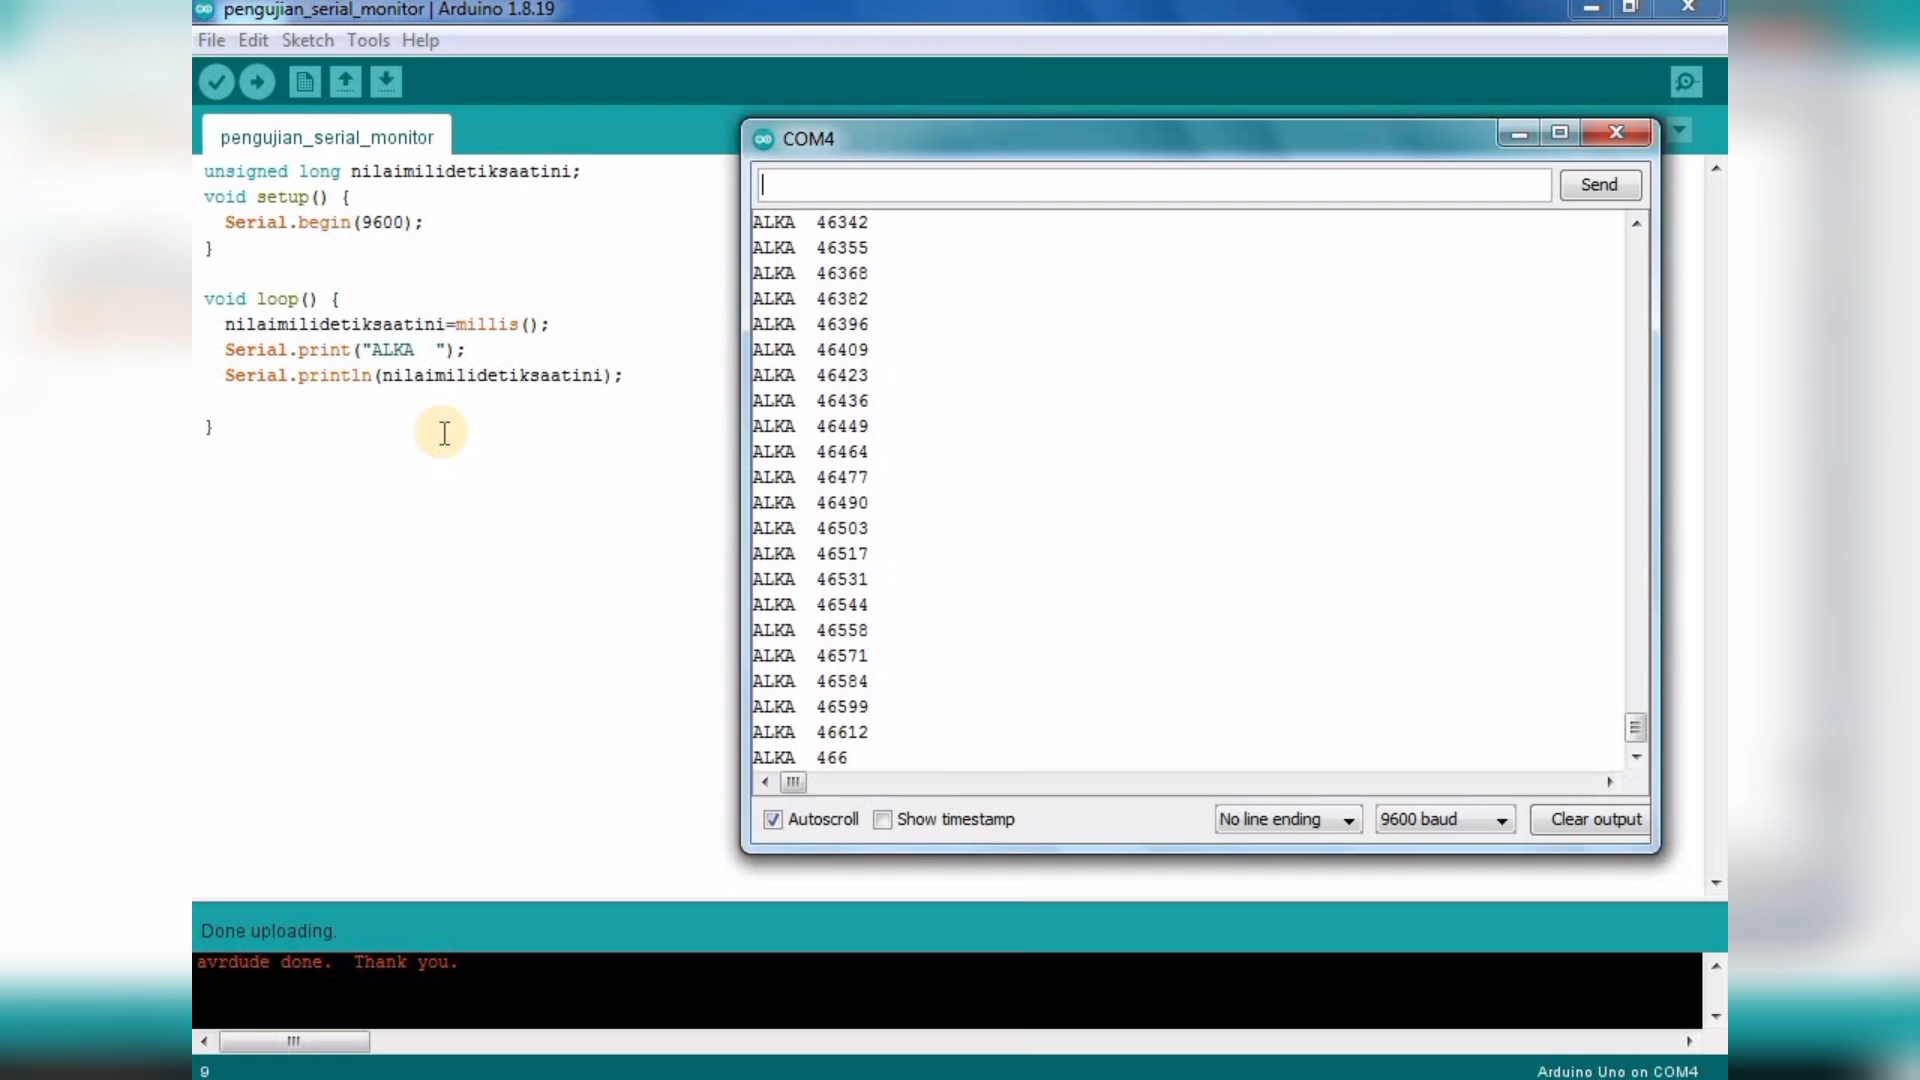 pengujian_serial_monitor | Arduino 1.8.19
File Edit Sketch Tools Help
pengujian_serial_monitor
unsigned long nilaimilidetiksaatini;
void setup() {
  Serial.begin(9600);
}
void loop() {
  nilaimilidetiksaatini=millis();
  Serial.print("ALKA  ");
  Serial.println(nilaimilidetiksaatini);
}
COM4
Send
ALKA  46342
ALKA  46355
ALKA  46368
ALKA  46382
ALKA  46396
ALKA  46409
ALKA  46423
ALKA  46436
ALKA  46449
ALKA  46464
ALKA  46477
ALKA  46490
ALKA  46503
ALKA  46517
ALKA  46531
ALKA  46544
ALKA  46558
ALKA  46571
ALKA  46584
ALKA  46599
ALKA  46612
ALKA  466
Autoscroll Show timestamp No line ending 9600 baud Clear output
Done uploading.
avrdude done.  Thank you.
9 Arduino Uno on COM4